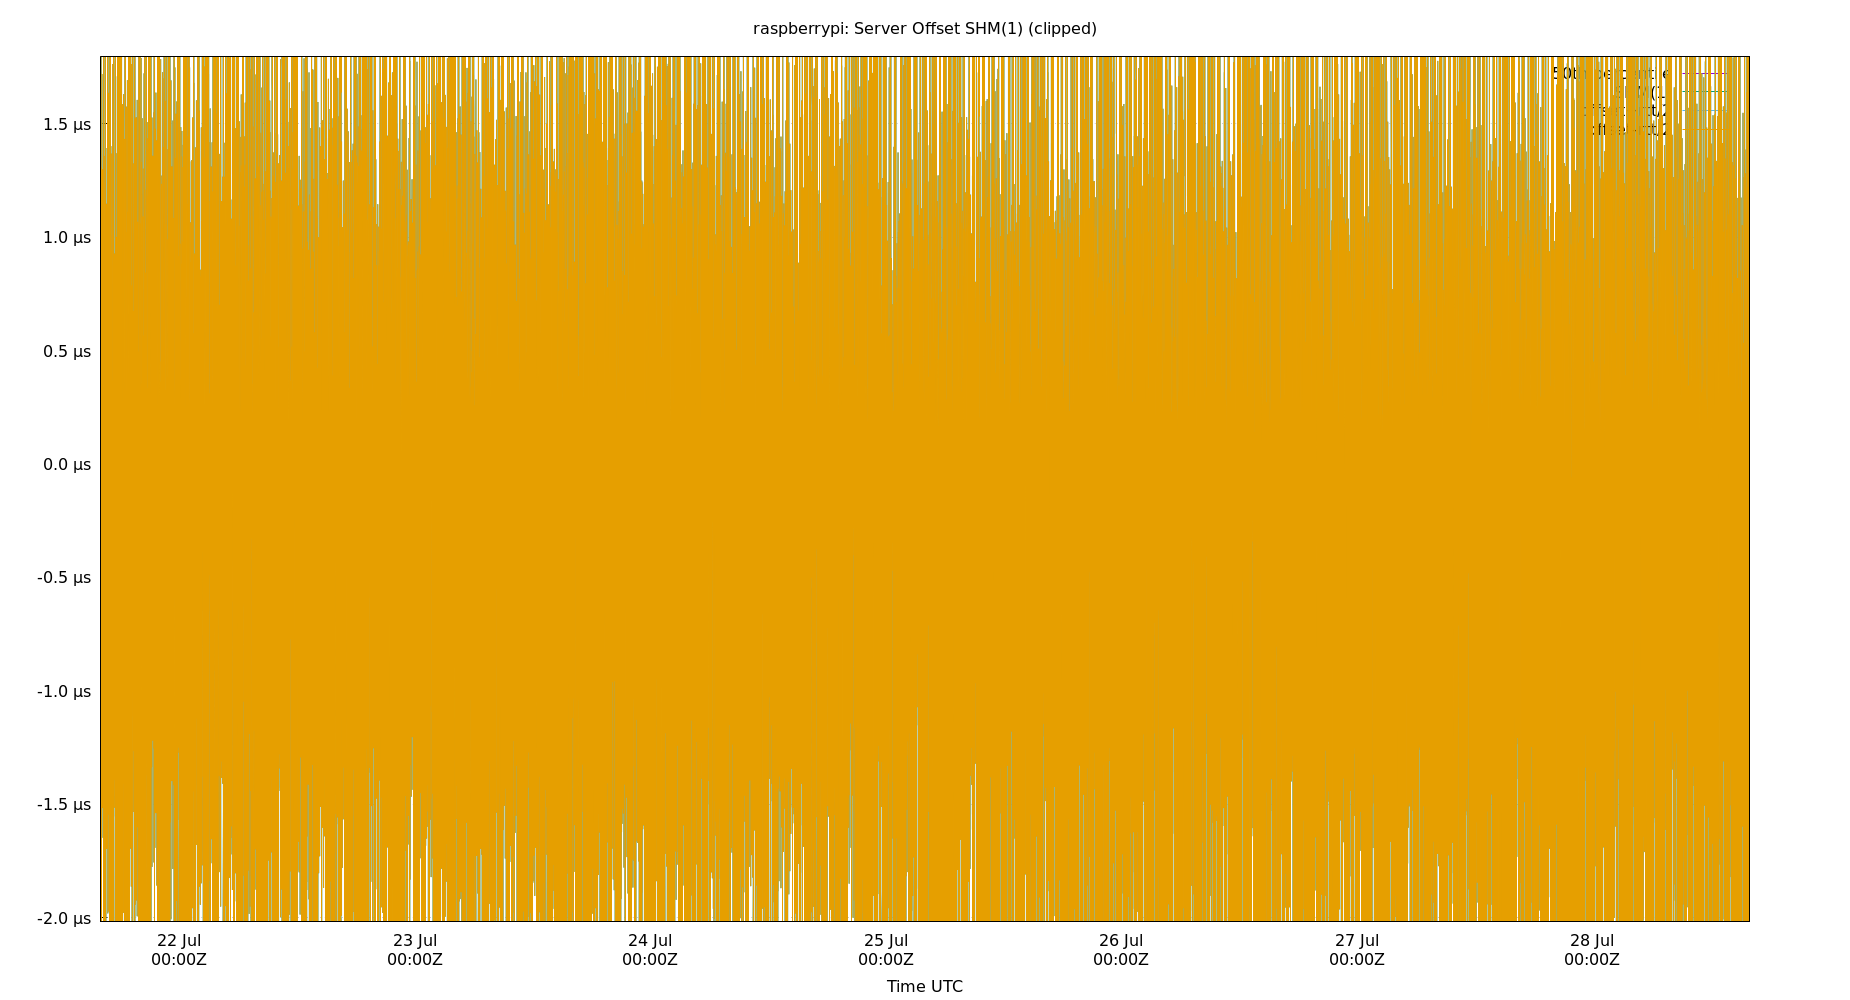 raspberrypi: Server Offset SHM(1) (clipped)
50th percentile
1.5 µs
1.0 µs
0.5 µs
0.0 µs
-0.5 µs
-1.0 µs
-1.5 µs
-2.0 µs
22 Jul 23 Jul 24 Jul 25 Jul 26 Jul 27 Jul 28 Jul
00:00Z 00:00Z 00:00Z 00:00Z 00:00Z 00:00Z 00:00Z
Time UTC